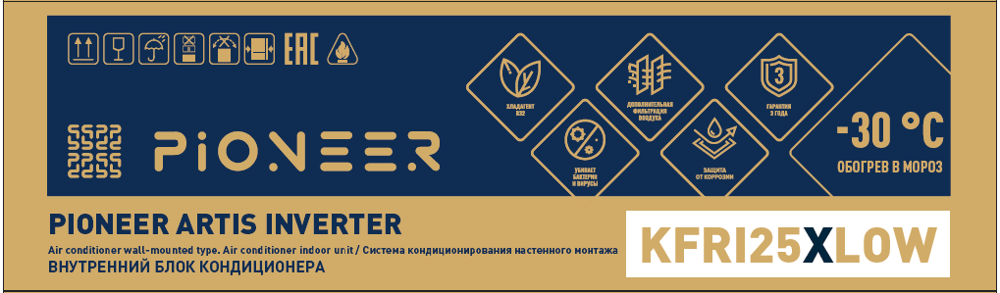 EAC
PiONEER
ХЛАДАГЕНТ
R32
ДОПОЛНИТЕЛЬНАЯ
ФИЛЬТРАЦИЯ
ВОЗДУХА
3
ГАРАНТИЯ
3 ГОДА
УБИВАЕТ
БАКТЕРИИ
И ВИРУСЫ
ЗАЩИТА
ОТ КОРРОЗИИ
-30 °C
ОБОГРЕВ В МОРОЗ
PIONEER ARTIS INVERTER
Air conditioner wall-mounted type. Air conditioner indoor unit / Система кондиционирования настенного монтажа
ВНУТРЕННИЙ БЛОК КОНДИЦИОНЕРА
KFRI25XLOW